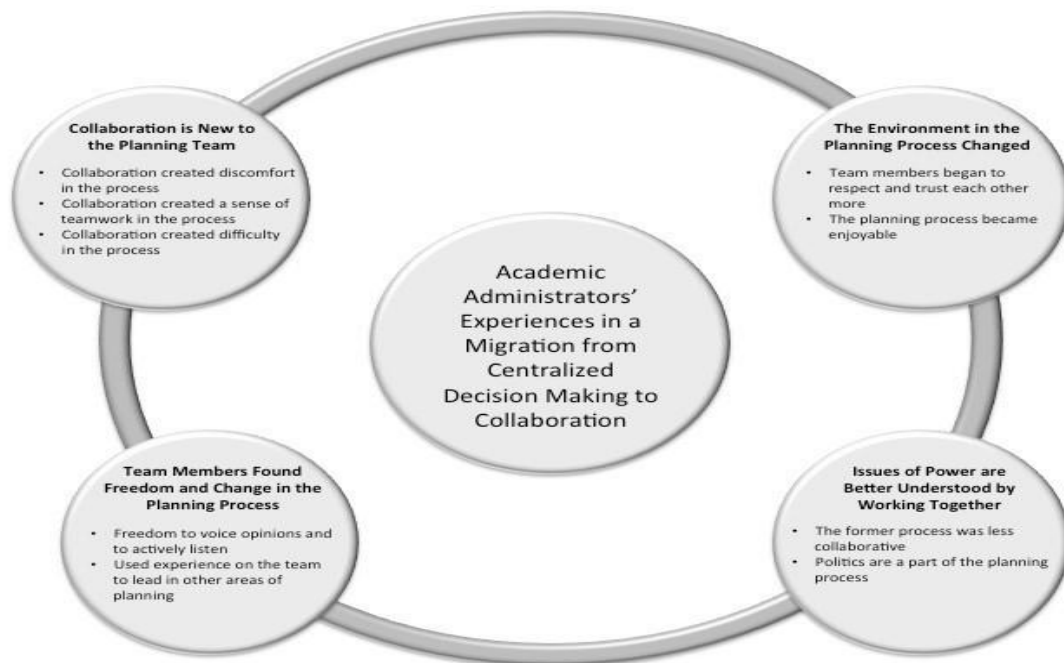 Collaboration is New to
the Planning Team
• Collaboration created discomfort
in the process
• Collaboration created a sense of
teamwork in the process
• Collaboration created difficulty
in the process
The Environment in the
Planning Process Changed
• Team members began to
respect and trust each other
more
• The planning process became
enjoyable
Academic
Administrators’
Experiences in a
Migration from
Centralized
Decision Making to
Collaboration
Team Members Found
Freedom and Change in the
Planning Process
• Freedom to voice opinions and
to actively listen
• Used experience on the team
to lead in other areas of
planning
Issues of Power are
Better Understood by
Working Together
• The former process was less
collaborative
• Politics are a part of the planning
process